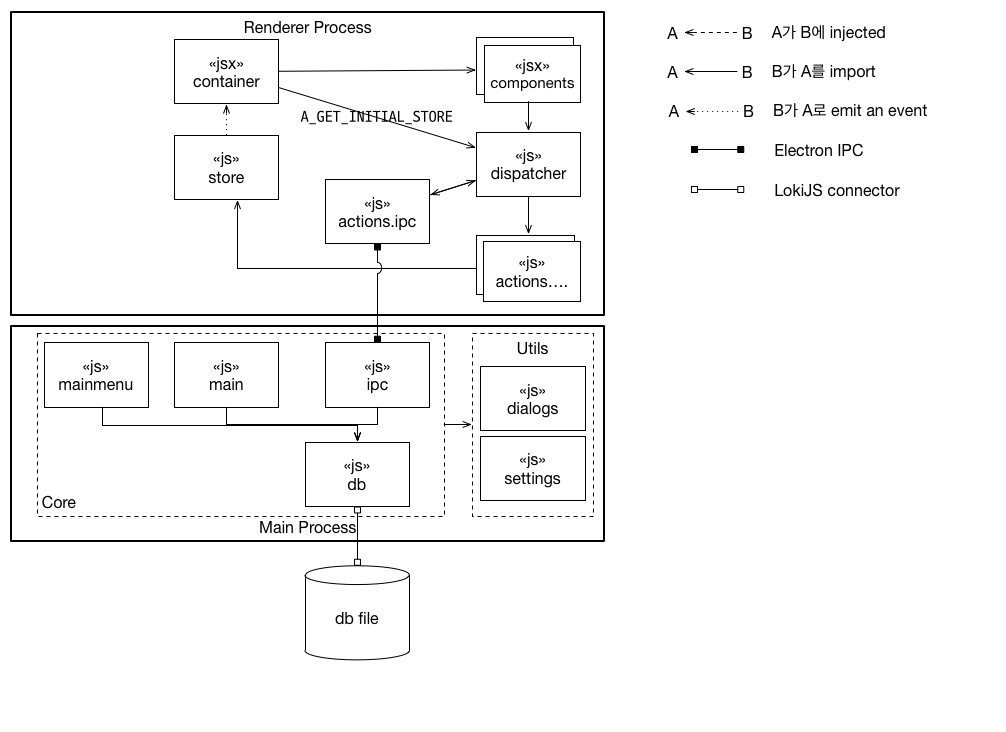 Renderer Process
«jsx»
container
«jsx»
components
A_GET_INITIAL_STORE
«js»
store
«js»
dispatcher
«js»
actions.ipc
«js»
actions....
«js»
mainmenu
«js»
main
«js»
ipc
Utils
«js»
dialogs
«js»
settings
«js»
db
Core
Main Process
db file
A B A가 B에 injected
A B B가 A를 import
A B B가 A로 emit an event
Electron IPC
LokiJS connector